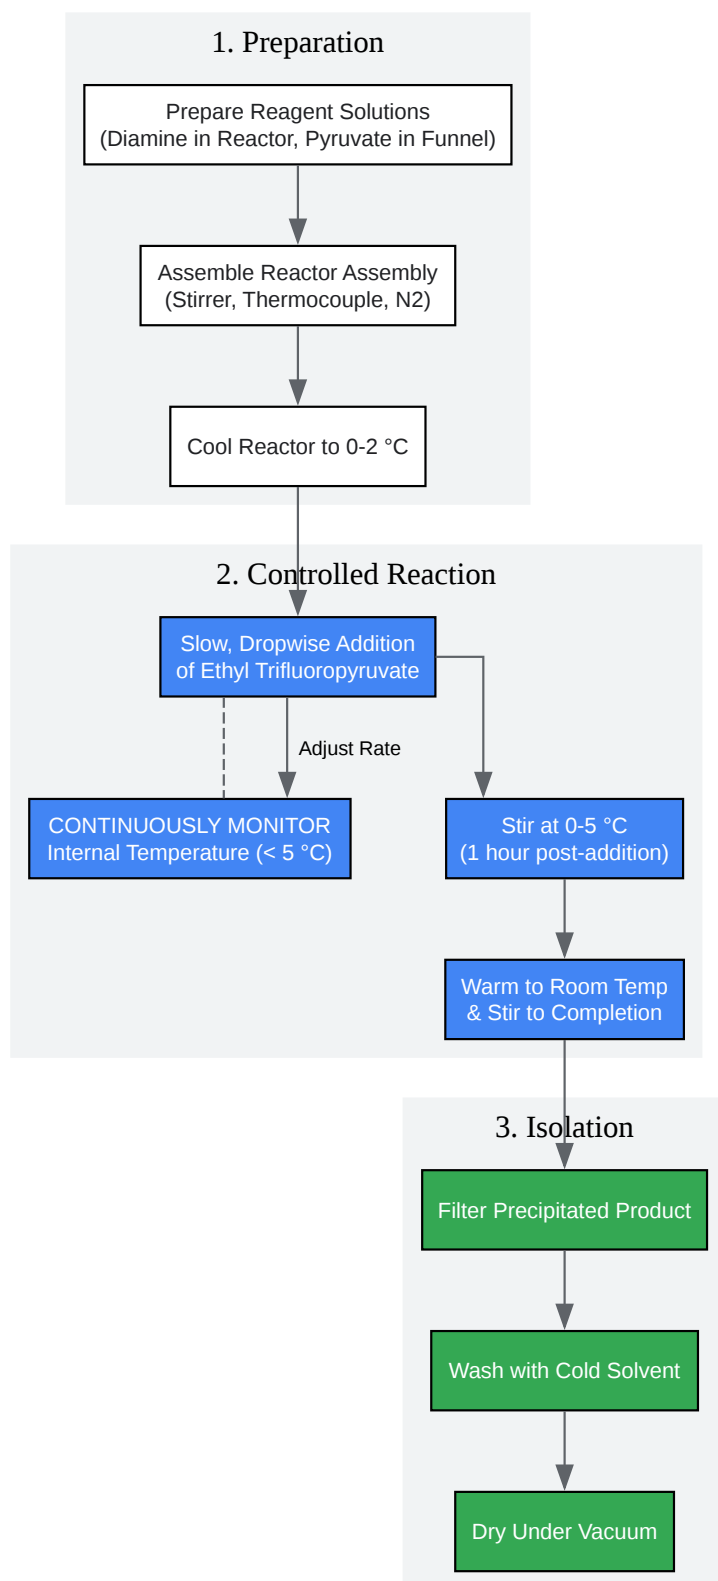 1. Preparation
Prepare Reagent Solutions
(Diamine in Reactor, Pyruvate in Funnel)
Assemble Reactor Assembly
(Stirrer, Thermocouple, N2)
Cool Reactor to 0-2 °C
2. Controlled Reaction
Slow, Dropwise Addition
of Ethyl Trifluoropyruvate
Adjust Rate
CONTINUOUSLY MONITOR
Internal Temperature (< 5 °C)
Stir at 0-5 °C
(1 hour post-addition)
Warm to Room Temp
& Stir to Completion
3. Isolation
Filter Precipitated Product
Wash with Cold Solvent
Dry Under Vacuum